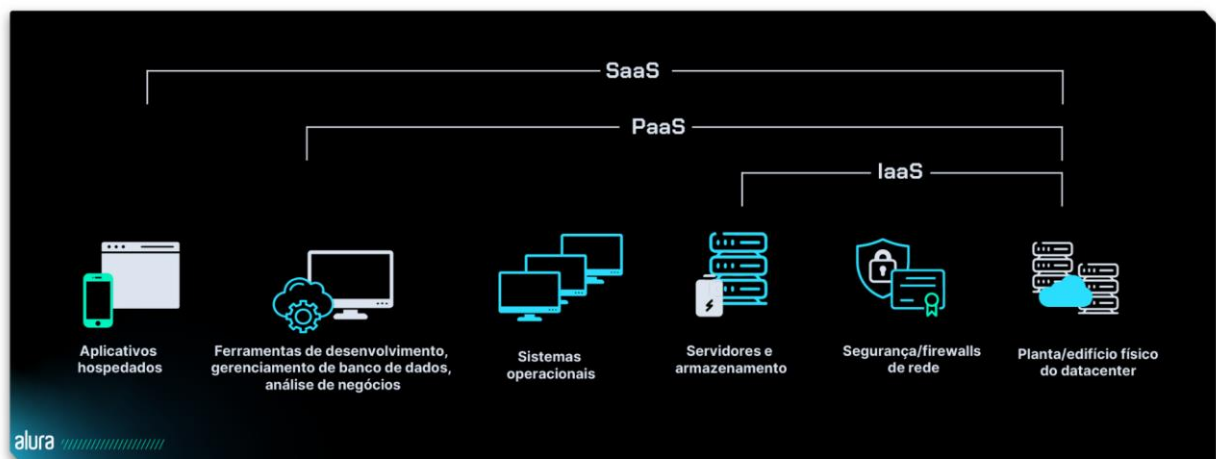 SaaS
PaaS
IaaS
Aplicativos
hospedados
Ferramentas de desenvolvimento,
gerenciamento de banco de dados,
análise de negócios
Sistemas
operacionais
Servidores e
armazenamento
Segurança/firewalls
de rede
Planta/edifício físico
do datacenter
alura